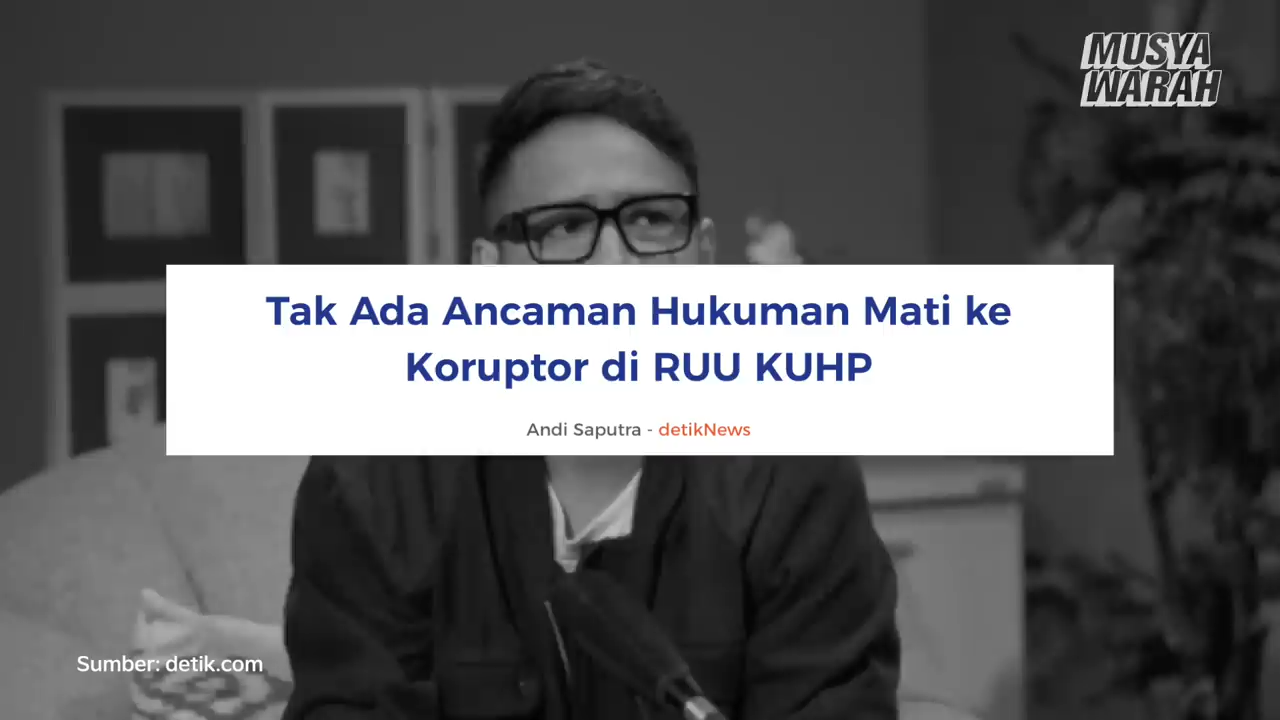 MUSYA
WARAH
Tak Ada Ancaman Hukuman Mati ke
Koruptor di RUU KUHP
Andi Saputra - detikNews
Sumber: detik.com